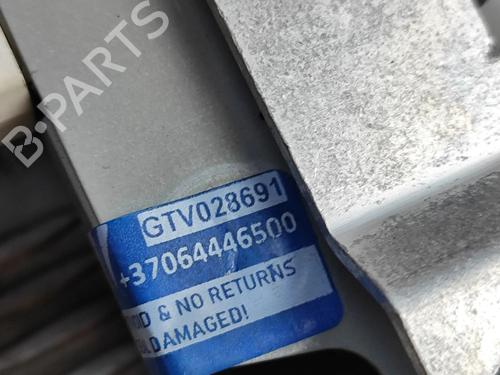 B-PARTS
GTV028691
+37064446500
& NO RETURNS
DAMAGED!